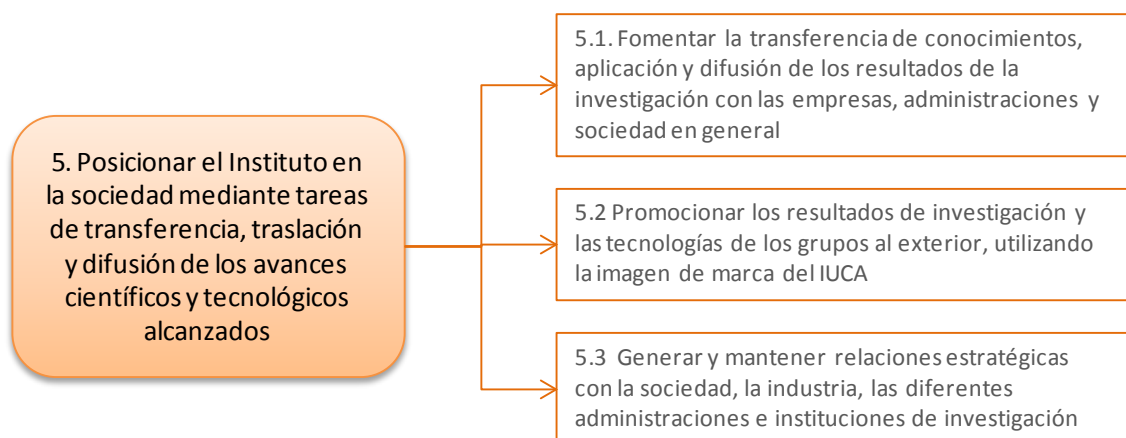 5. Posicionar el Instituto en
la sociedad mediante tareas
de transferencia, traslación
y difusión de los avances
científicos y tecnológicos
alcanzados
5.1. Fomentar la transferencia de conocimientos,
aplicación y difusión de los resultados de la
investigación con las empresas, administraciones y
sociedad en general
5.2 Promocionar los resultados de investigación y
las tecnologías de los grupos al exterior, utilizando
la imagen de marca del IUCA
5.3 Generar y mantener relaciones estratégicas
con la sociedad, la industria, las diferentes
administraciones e instituciones de investigación